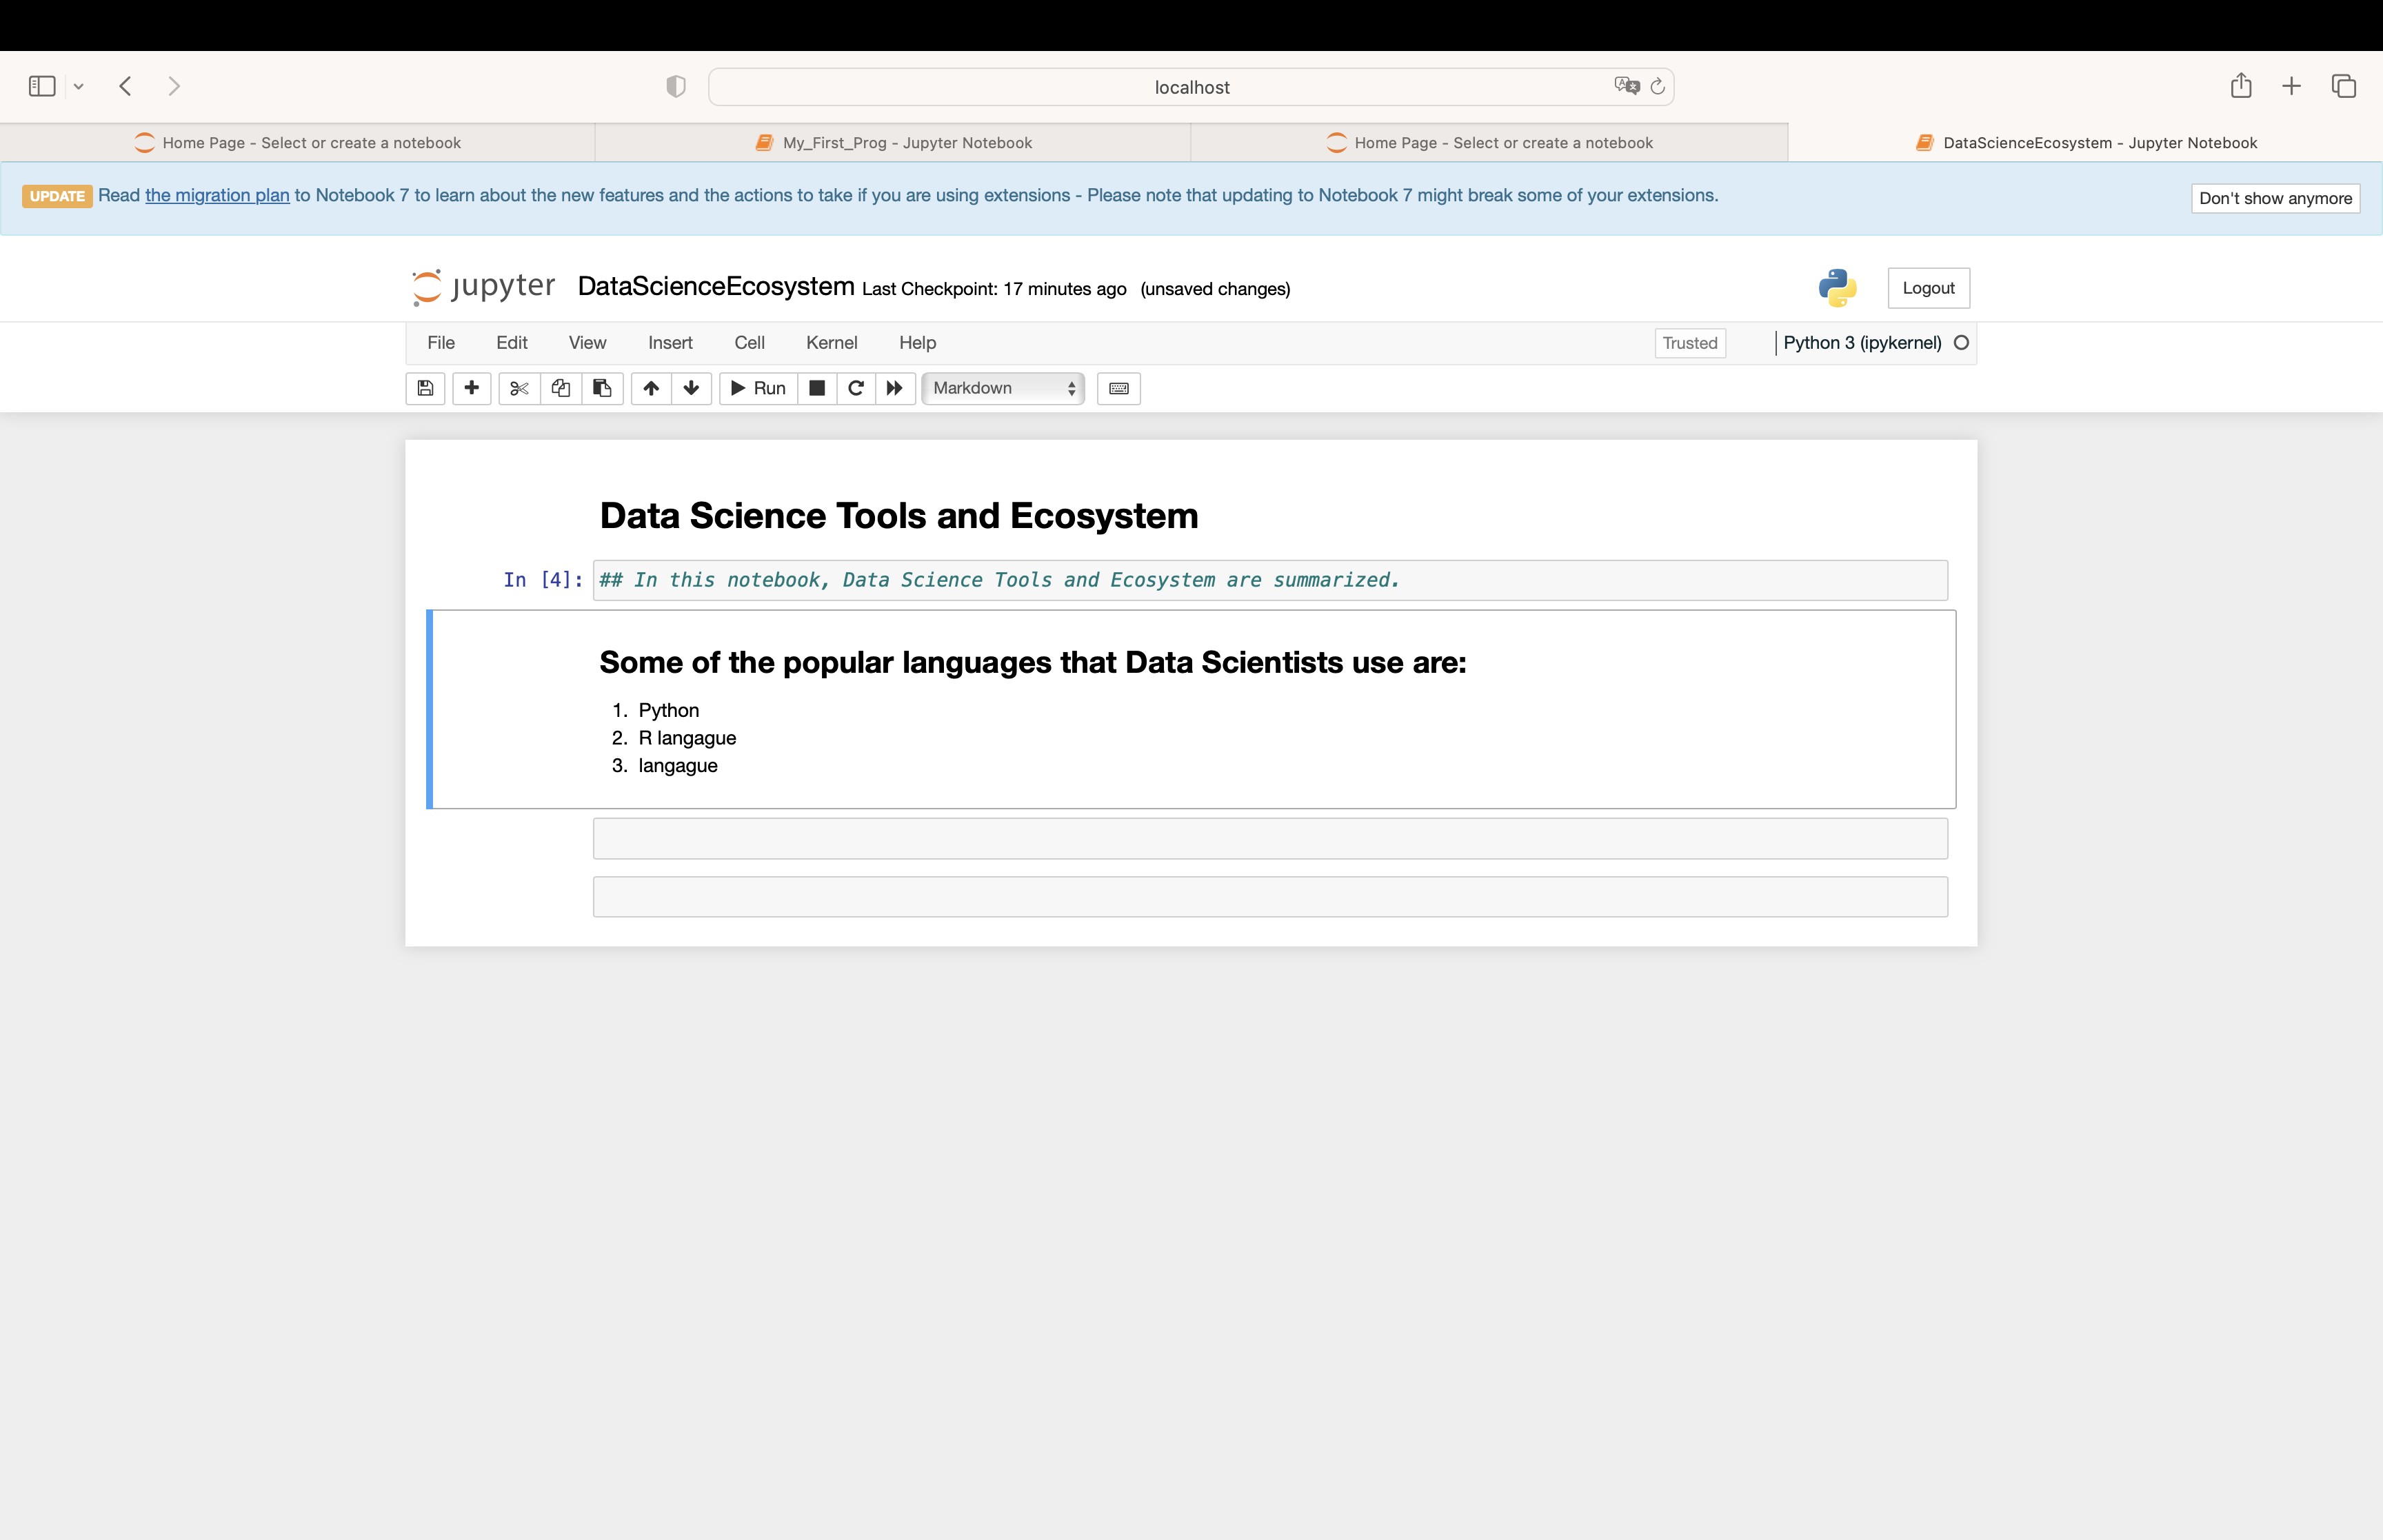 localhost
Home Page - Select or create a notebook
My_First_Prog - Jupyter Notebook
Home Page - Select or create a notebook
DataScienceEcosystem - Jupyter Notebook
UPDATE Read the migration plan to Notebook 7 to learn about the new features and the actions to take if you are using extensions - Please note that updating to Notebook 7 might break some of your extensions.
Don't show anymore
jupyter DataScienceEcosystem Last Checkpoint: 17 minutes ago (unsaved changes)
Logout
File Edit View Insert Cell Kernel Help
Trusted
Python 3 (ipykernel)
Run
Markdown
Data Science Tools and Ecosystem
In [4]: ## In this notebook, Data Science Tools and Ecosystem are summarized.
Some of the popular languages that Data Scientists use are:
1. Python
2. R langague
3. langague